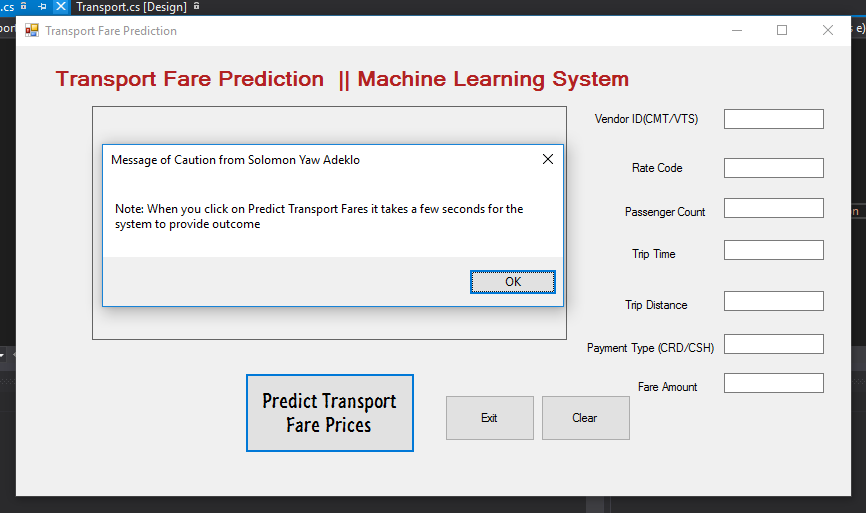 .cs
Transport.cs [Design]
Transport Fare Prediction
Transport Fare Prediction || Machine Learning System
Vendor ID(CMT/VTS)
Message of Caution from Solomon Yaw Adeklo
Rate Code
Note: When you click on Predict Transport Fares it takes a few seconds for the
system to provide outcome
Passenger Count
Trip Time
OK
Trip Distance
Payment Type (CRD/CSH)
Fare Amount
Predict Transport
Fare Prices
Exit
Clear